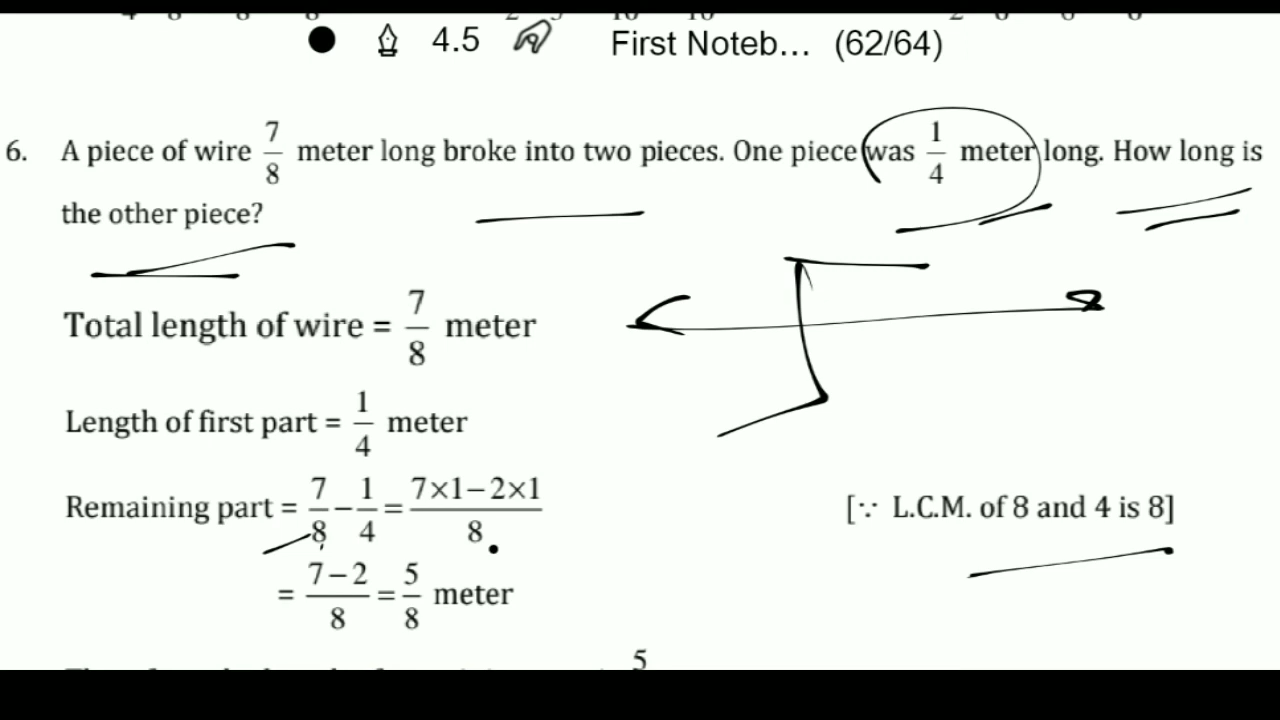 4.5 First Noteb... (62/64)
6. A piece of wire 7/8 meter long broke into two pieces. One piece was 1/4 meter long. How long is
the other piece?
Total length of wire = 7/8 meter
Length of first part = 1/4 meter
Remaining part = 7/8 − 1/4 = (7×1−2×1)/8 [∵ L.C.M. of 8 and 4 is 8]
= (7−2)/8 = 5/8 meter
5